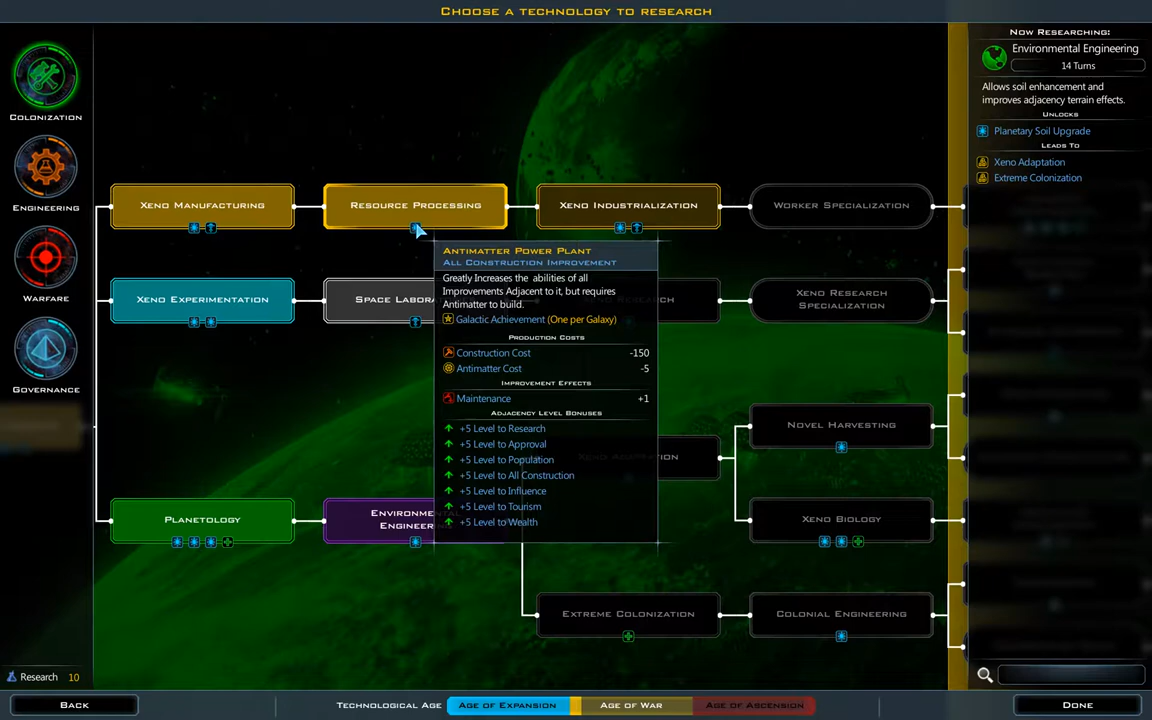 CHOOSE A TECHNOLOGY TO RESEARCH
COLONIZATION
ENGINEERING
WARFARE
GOVERNANCE
XENO MANUFACTURING
RESOURCE PROCESSING
XENO INDUSTRIALIZATION
WORKER SPECIALIZATION
XENO EXPERIMENTATION
SPACE LABORA
RESEARCH
XENO RESEARCH
SPECIALIZATION
ANTIMATTER POWER PLANT
ALL CONSTRUCTION IMPROVEMENT
Greatly Increases the abilities of all
Improvements Adjacent to it, but requires
Antimatter to build.
Galactic Achievement (One per Galaxy)
PRODUCTION COSTS
Construction Cost -150
Antimatter Cost -5
IMPROVEMENT EFFECTS
Maintenance +1
ADJACENCY LEVEL BONUSES
+5 Level to Research
+5 Level to Approval
+5 Level to Population
+5 Level to All Construction
+5 Level to Influence
+5 Level to Tourism
+5 Level to Wealth
XENO ADAPTATION
NOVEL HARVESTING
PLANETOLOGY
ENVIRONMENTAL
ENGINEERING
XENO BIOLOGY
EXTREME COLONIZATION
COLONIAL ENGINEERING
NOW RESEARCHING:
Environmental Engineering
14 Turns
Allows soil enhancement and
improves adjacency terrain effects.
UNLOCKS
Planetary Soil Upgrade
LEADS TO
Xeno Adaptation
Extreme Colonization
Research 10
BACK
TECHNOLOGICAL AGE
AGE OF EXPANSION
AGE OF WAR
AGE OF ASCENSION
DONE